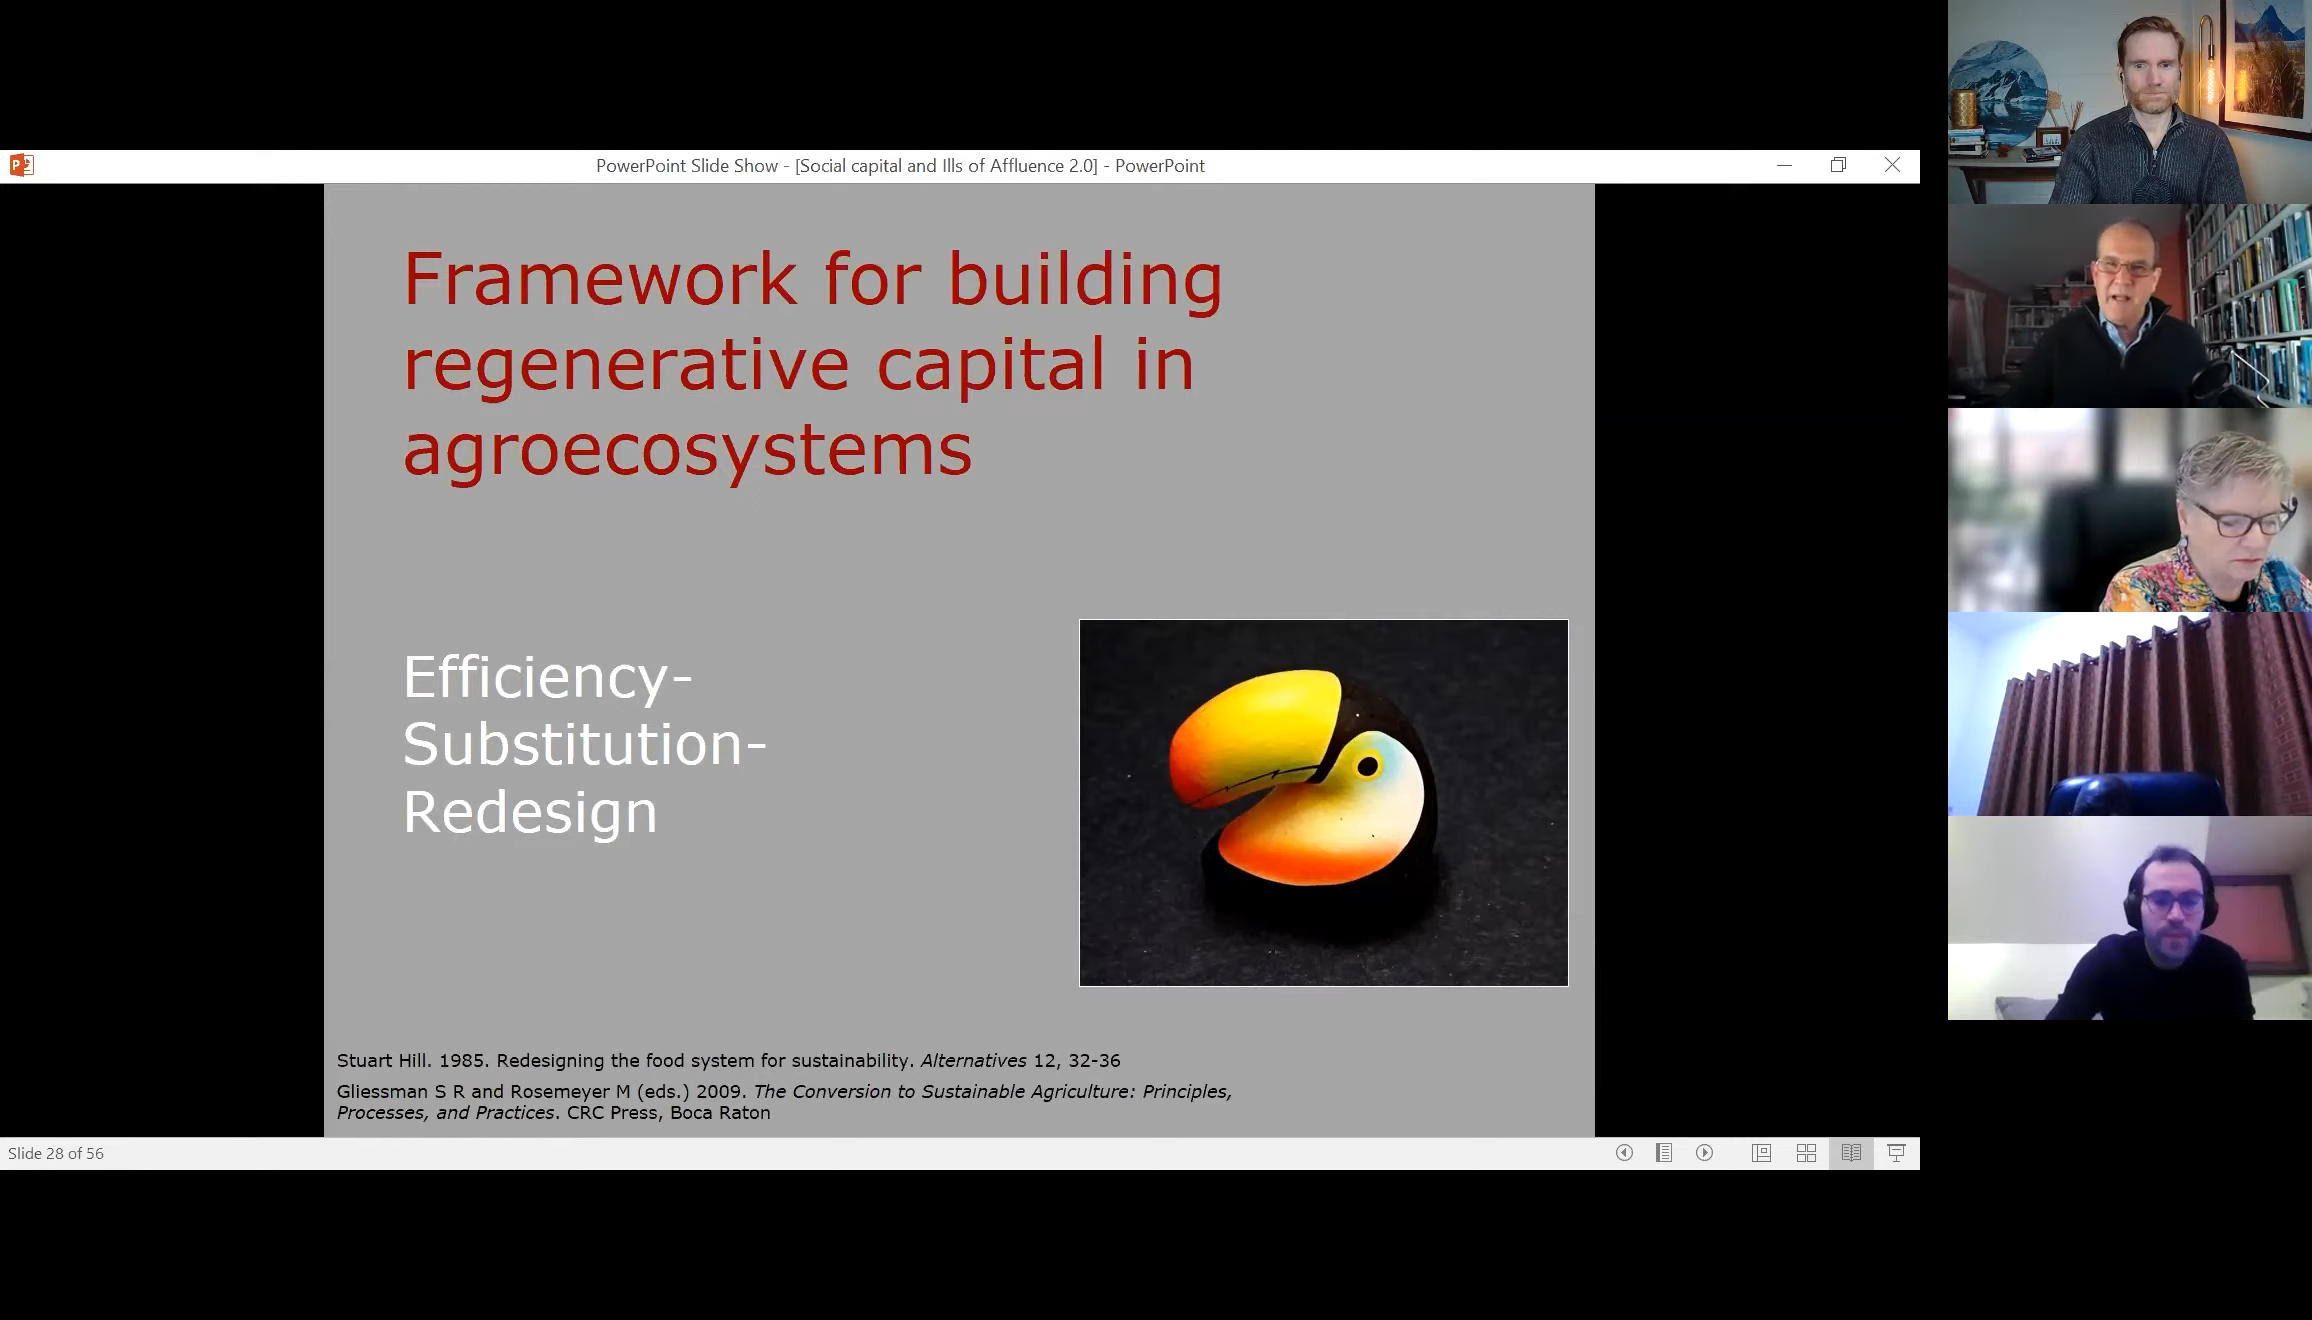 PowerPoint Slide Show - [Social capital and Ills of Affluence 2.0] - PowerPoint
Framework for building
regenerative capital in
agroecosystems
Efficiency-
Substitution-
Redesign
Stuart Hill. 1985. Redesigning the food system for sustainability. Alternatives 12, 32-36
Gliessman S R and Rosemeyer M (eds.) 2009. The Conversion to Sustainable Agriculture: Principles,
Processes, and Practices. CRC Press, Boca Raton
Slide 28 of 56